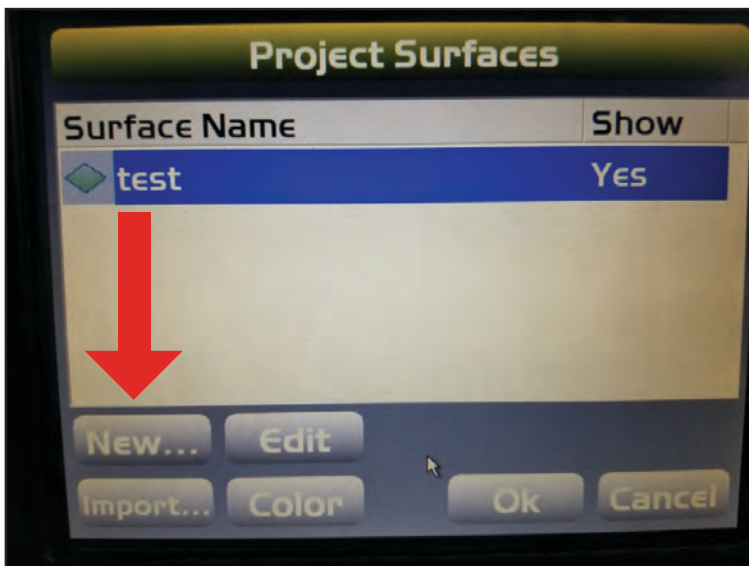 Project Surfaces
Surface Name Show
test Yes
New... Edit
Import... Color Ok Cancel